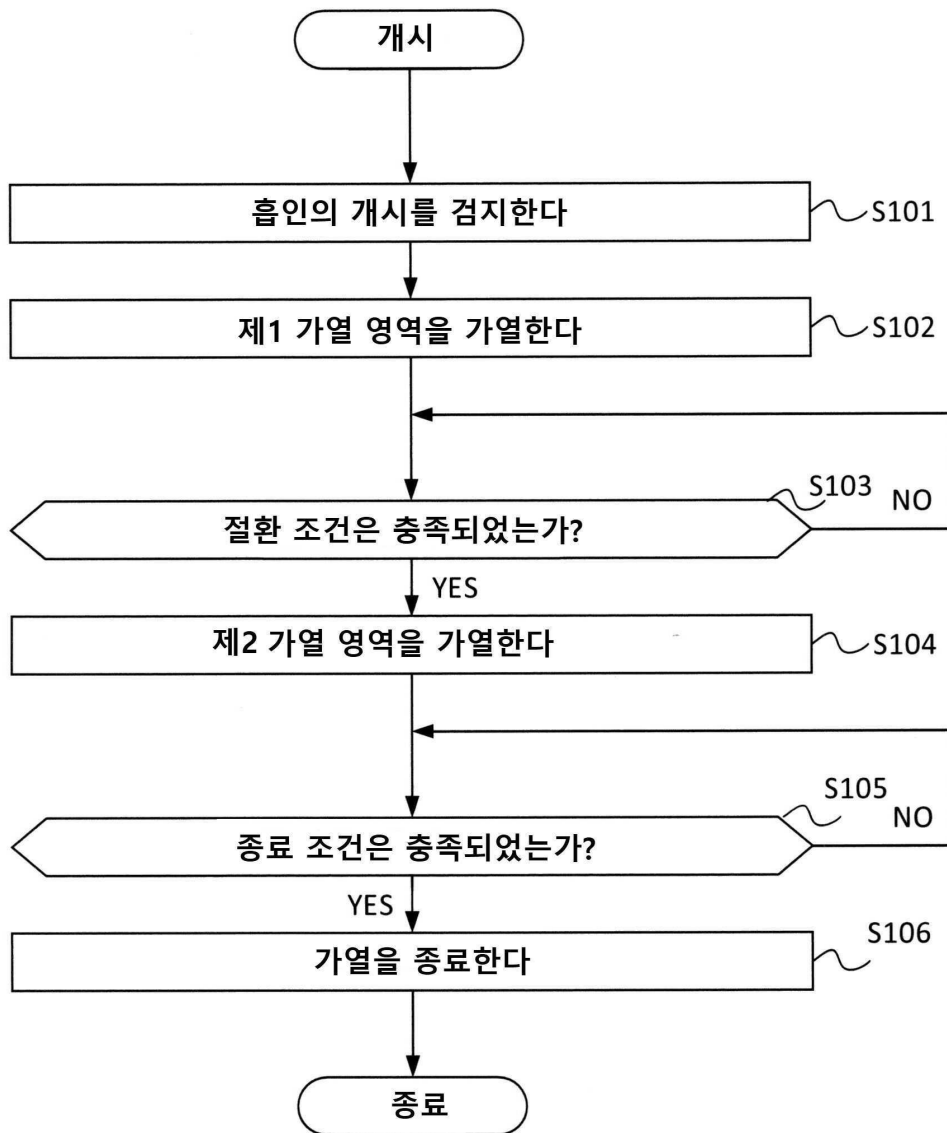 개시
흡인의 개시를 검지한다
S101
제1 가열 영역을 가열한다
S102
절환 조건은 충족되었는가?
S103
NO
YES
제2 가열 영역을 가열한다
S104
종료 조건은 충족되었는가?
S105
NO
YES
가열을 종료한다
S106
종료